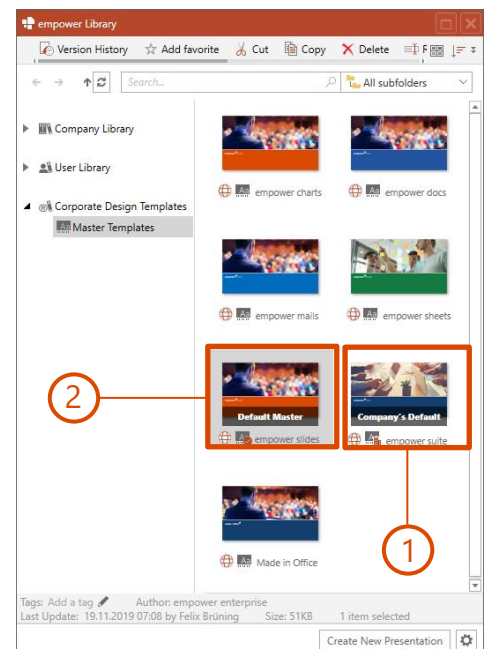 empower Library
Version History Add favorite Cut Copy Delete F
Search... All subfolders
Company Library
User Library
Corporate Design Templates
Master Templates
empower charts
empower docs
empower mails
empower sheets
2
Default Master
Company's Default
empower slides
empower suite
1
Made in Office
Tags: Add a tag Author: empower enterprise
Last Update: 19.11.2019 07:08 by Felix Brüning Size: 51KB 1 item selected
Create New Presentation